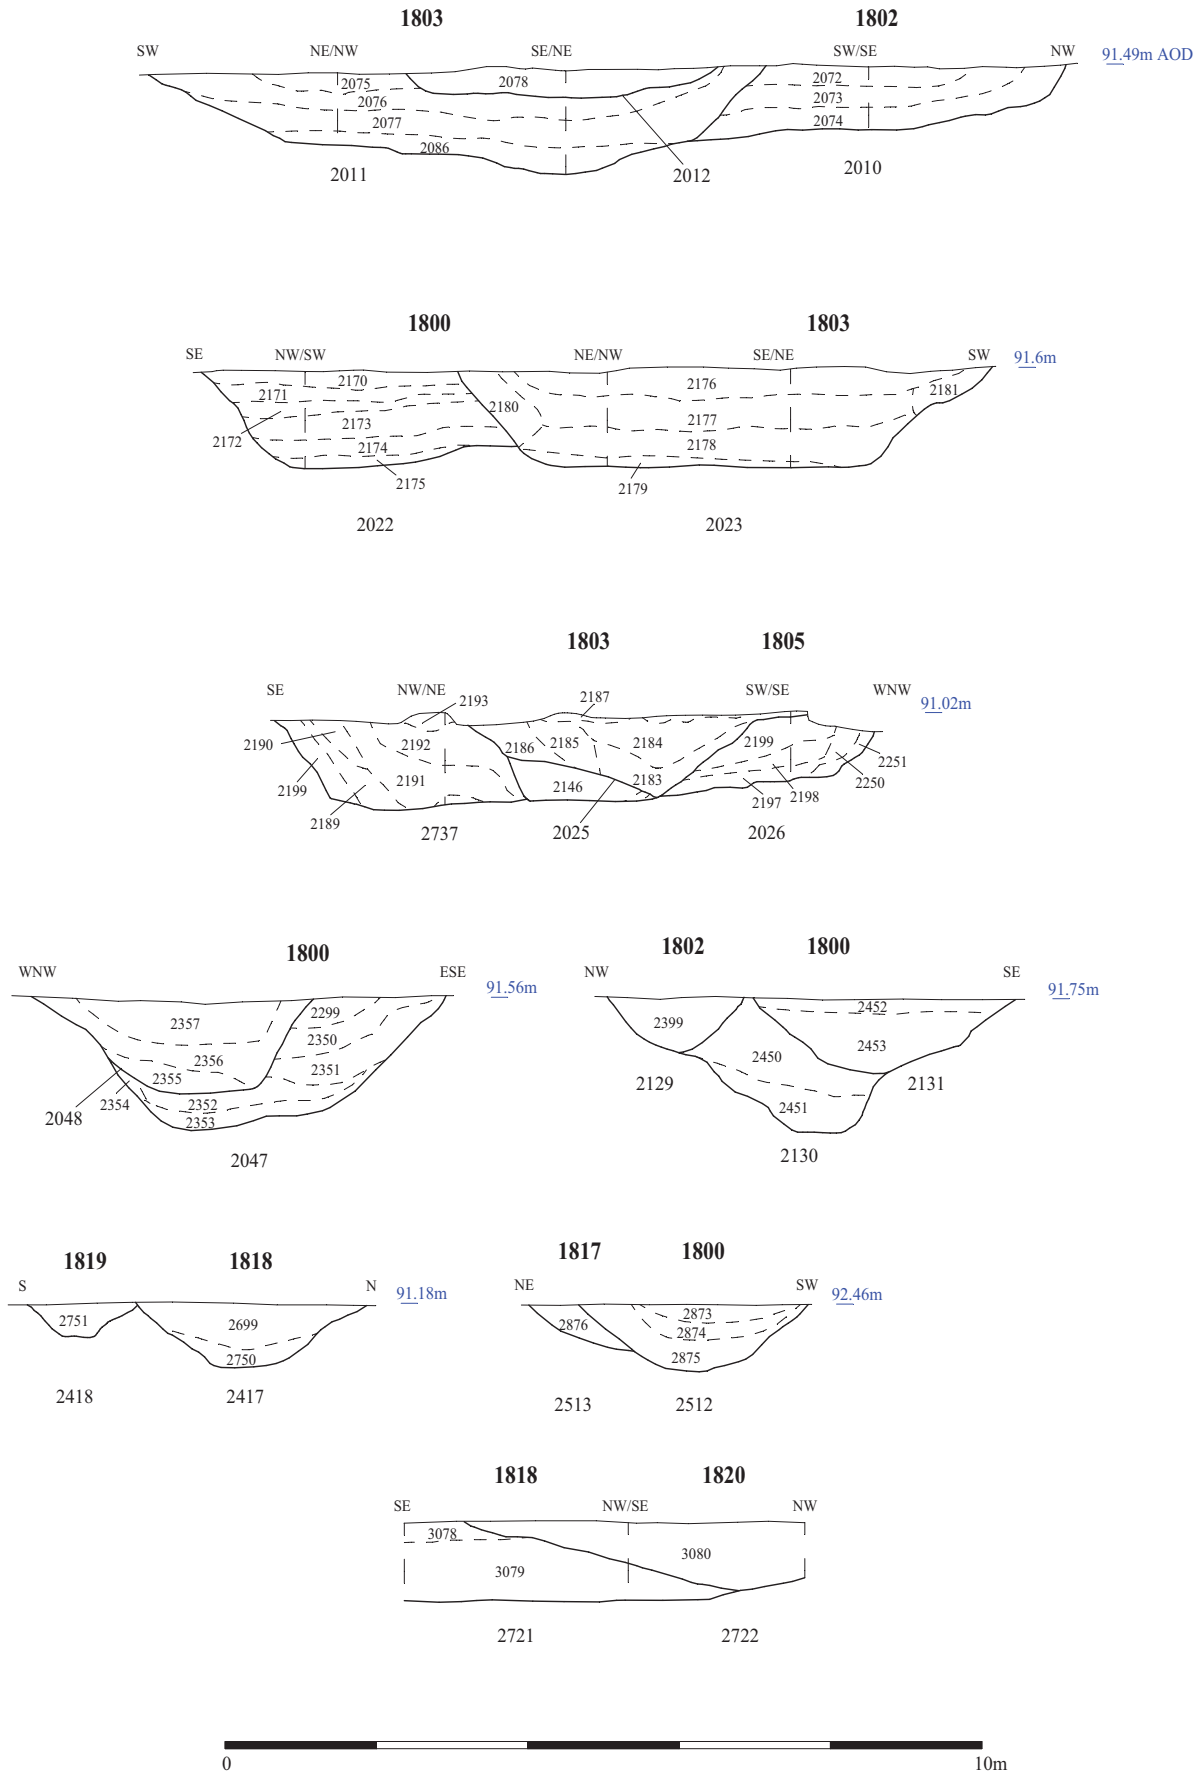 1803 1802
SW NE/NW SE/NE SW/SE NW 91.49m AOD
2075 2078 2072
2076 2073
2077 2074
2086
2011 2012 2010
1800 1803
SE NW/SW NE/NW SE/NE SW 91.6m
2170 2176 2181
2171 2180
2172 2173 2177
2174 2178
2175 2179
2022 2023
1803 1805
SE NW/NE 2193 2187 SW/SE WNW 91.02m
2190 2192 2186 2185 2184 2199 2251
2199 2191 2146 2183 2250
2189 2197 2198
2737 2025 2026
1800
WNW ESE 91.56m
2357 2299
2350
2356 2351
2355
2048 2354 2352
2353
2047
1802 1800
NW SE 91.75m
2452
2399 2453
2450
2129 2131
2451
2130
1819 1818
S N 91.18m
2751 2699
2750
2418 2417
1817 1800
NE SW 92.46m
2873
2876 2874
2875
2513 2512
1818 1820
SE NW/SE NW
3078
3080
3079
2721 2722
0 10m